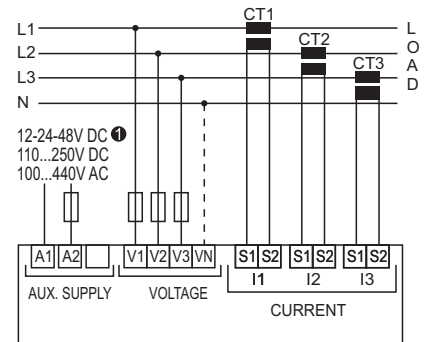 CT1
L1 L
L2 CT2 O
L3 CT3 A
N D
12-24-48V DC ❶
110...250V DC
100...440V AC
A1 A2 V1 V2 V3 VN S1 S2 S1 S2 S1 S2
I1 I2 I3
AUX. SUPPLY VOLTAGE
CURRENT